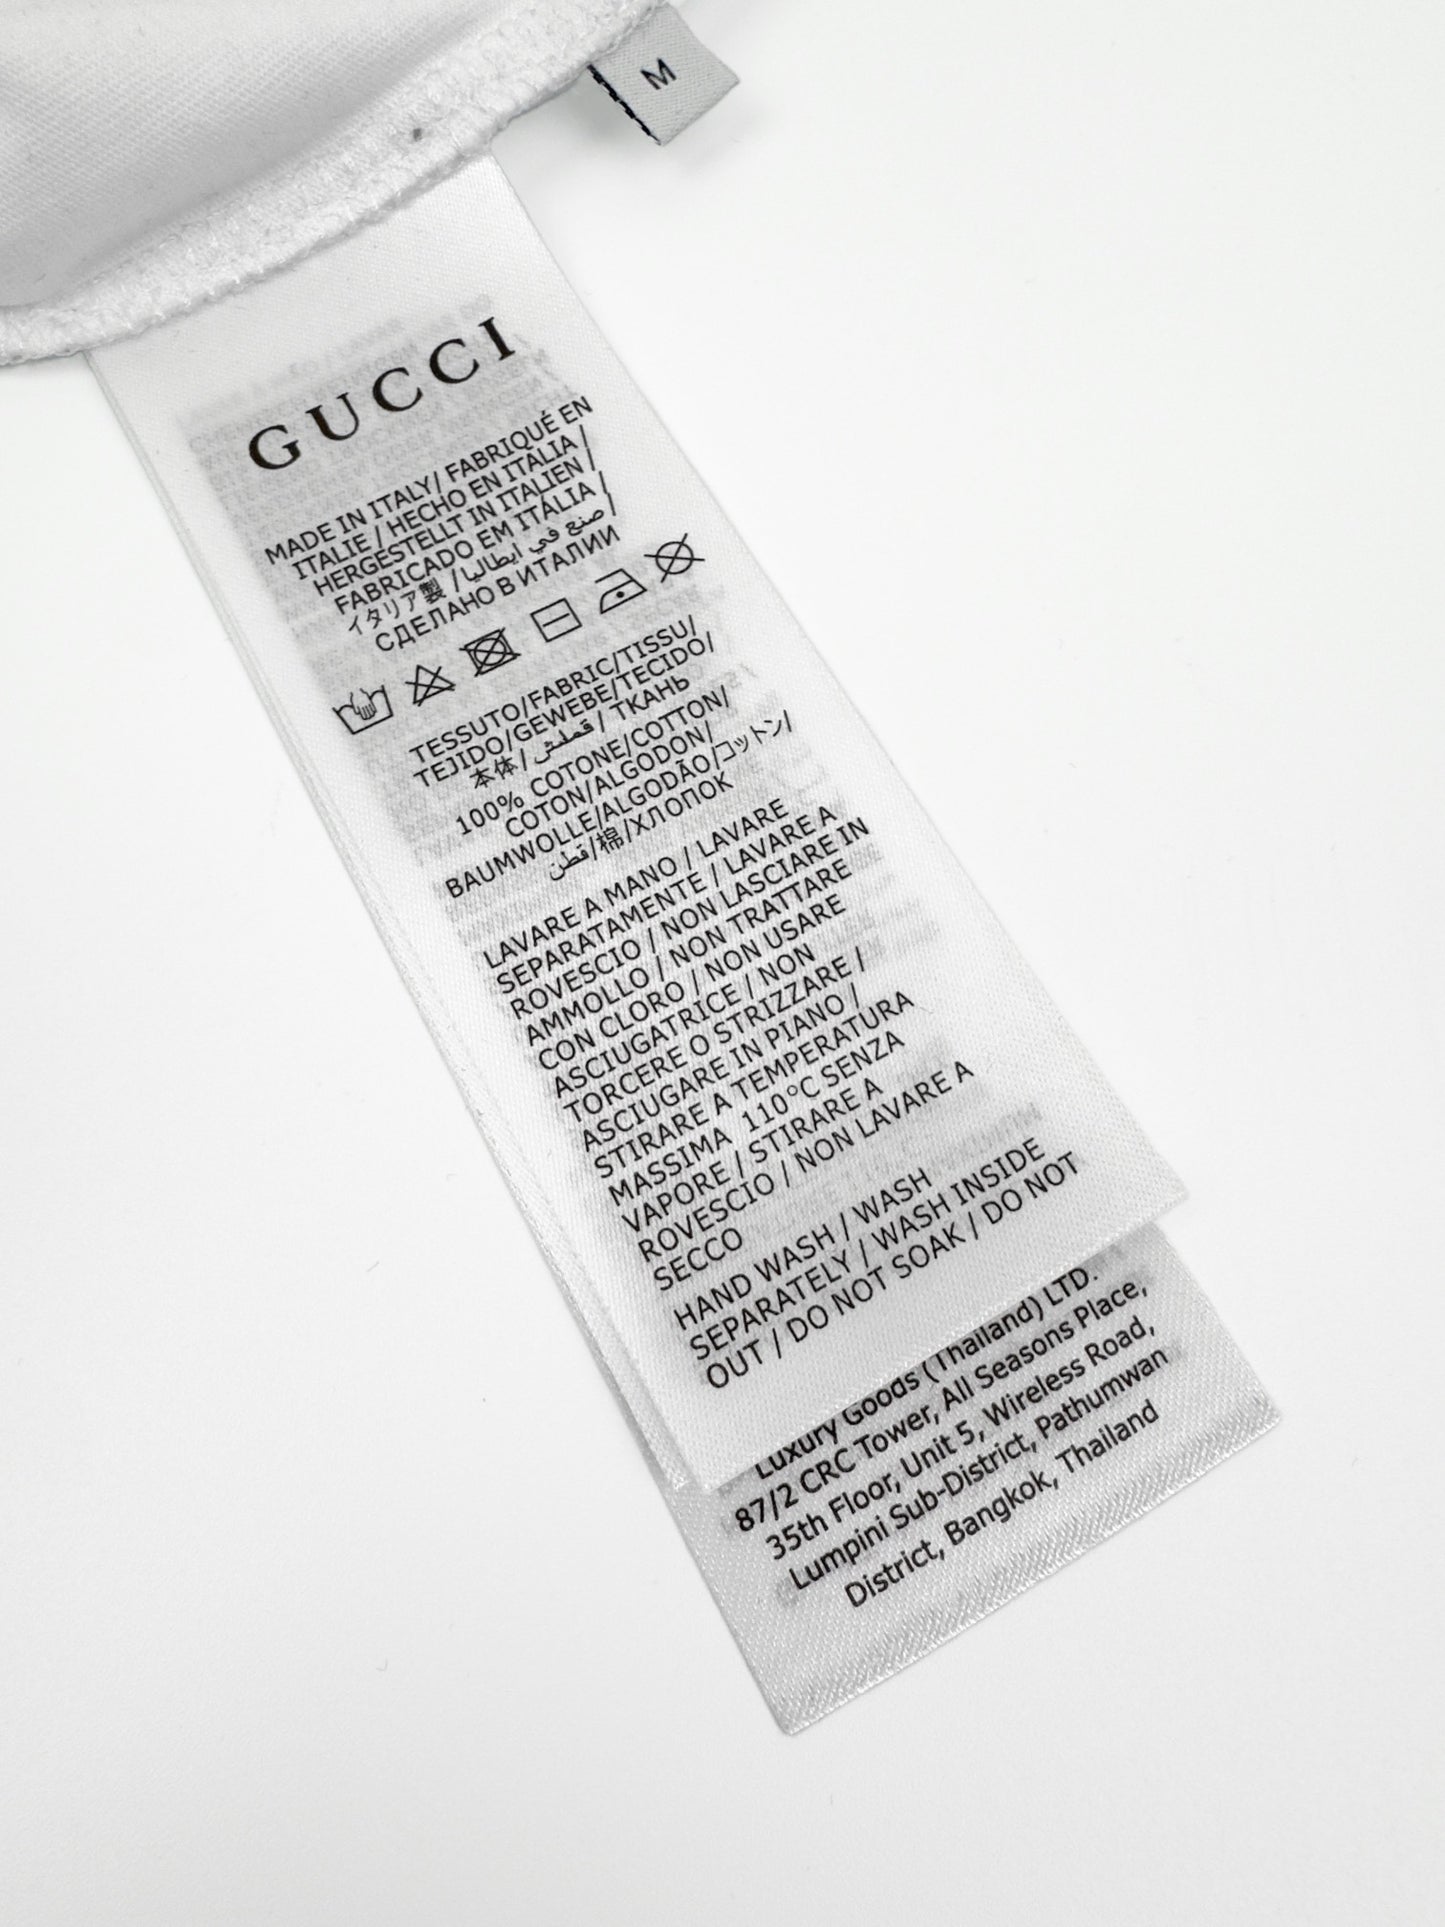 M
GUCCI
MADE IN ITALY/ FABRIQUÉ EN
ITALIE / HECHO EN ITALIA /
HERGESTELLT IN ITALIEN /
FABRICADO EM ITÁLIA /
イタリア製 / صنع في ايطاليا /
СДЕЛАНО В ИТАЛИИ
TESSUTO/FABRIC/TISSU/
TEJIDO/GEWEBE/TECIDO/
本体/ قملش / ТКАНЬ
100% COTONE/COTTON/
COTON/ALGODON/
BAUMWOLLE/ALGODÃO/コットン/
قطن/棉/ХЛОПОК
LAVARE A MANO / LAVARE
SEPARATAMENTE / LAVARE A
ROVESCIO / NON LASCIARE IN
AMMOLLO / NON TRATTARE
CON CLORO / NON USARE
ASCIUGATRICE / NON
TORCERE O STRIZZARE /
ASCIUGARE IN PIANO /
STIRARE A TEMPERATURA
MASSIMA 110°C SENZA
VAPORE / STIRARE A
ROVESCIO / NON LAVARE A
SECCO
HAND WASH / WASH
SEPARATELY / WASH INSIDE
OUT / DO NOT SOAK / DO NOT
Luxury Goods (Thailand) LTD.
87/2 CRC Tower, All Seasons Place,
35th Floor, Unit 5, Wireless Road,
Lumpini Sub-District, Pathumwan
District, Bangkok, Thailand